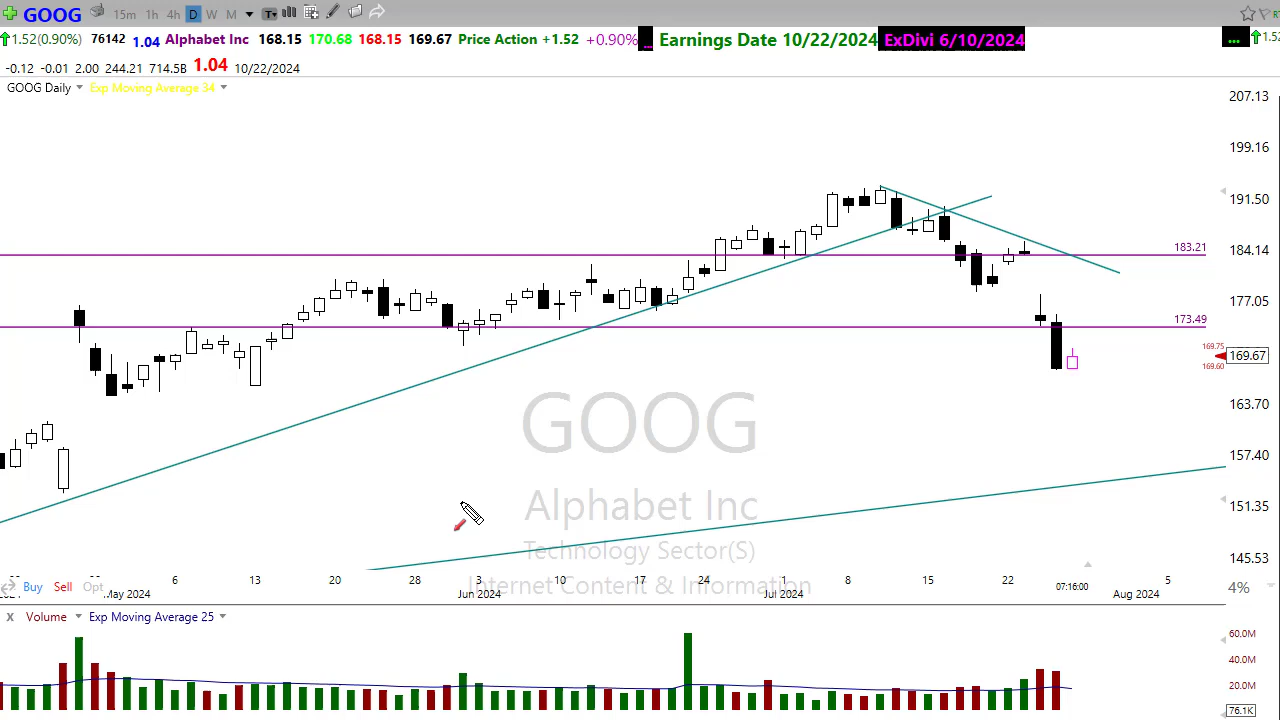 GOOG 15m 1h 4h D W M T
1.52(0.90%) 76142 1.04 Alphabet Inc 168.15 170.68 168.15 169.67 Price Action +1.52 +0.90% ... Earnings Date 10/22/2024 ExDivi 6/10/2024 ...
-0.12 -0.01 2.00 244.21 714.5B 1.04 10/22/2024
GOOG Daily Exp Moving Average 34
207.13
199.16
191.50
183.21
184.14
177.05
173.49
169.75
169.67
169.60
163.70
157.40
151.35
145.53
GOOG
Alphabet Inc
Technology Sector(S)
Internet Content & Information
6 13 20 28 3 10 17 24 1 8 15 22 5
Buy Sell Opt 07:16:00 4%
May 2024 Jun 2024 Jul 2024 Aug 2024
X Volume Exp Moving Average 25
60.0M
40.0M
20.0M
76.1K